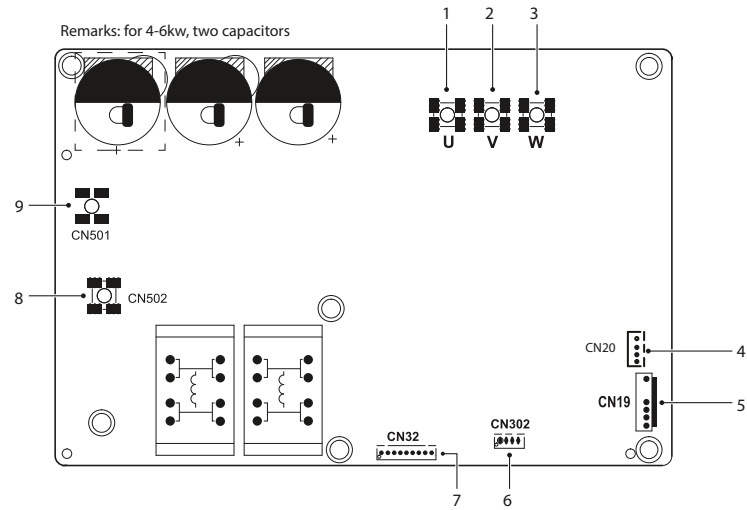 1 2 3
Remarks: for 4-6kw, two capacitors
U V W
9
CN501
8 CN502
CN20 4
CN19 5
CN302
CN32
7 6